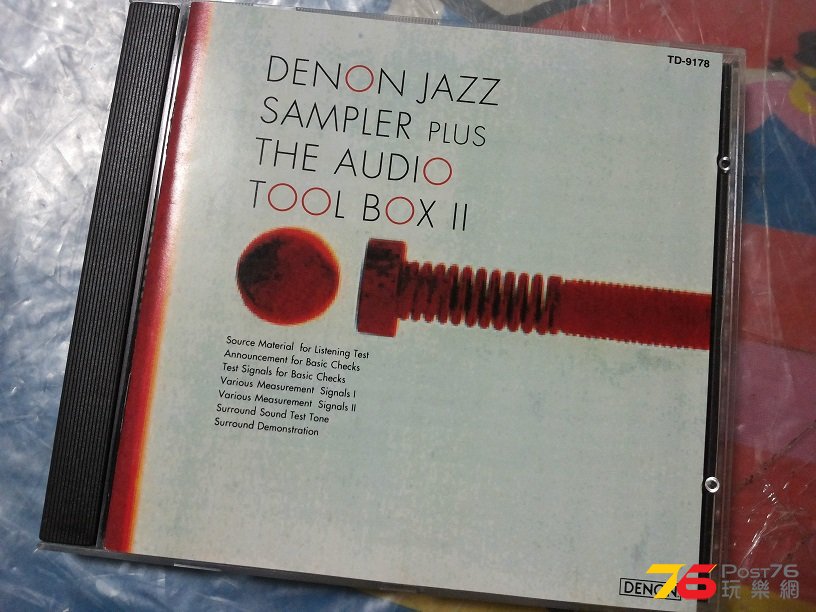 TD-9178
DENON JAZZ
SAMPLER PLUS
THE AUDIO
TOOL BOX II
Source Material for Listening Test
Announcement for Basic Checks
Test Signals for Basic Checks
Various Measurement Signals I
Various Measurement Signals II
Surround Sound Test Tone
Surround Demonstration
DENON
76 POST76
玩樂網